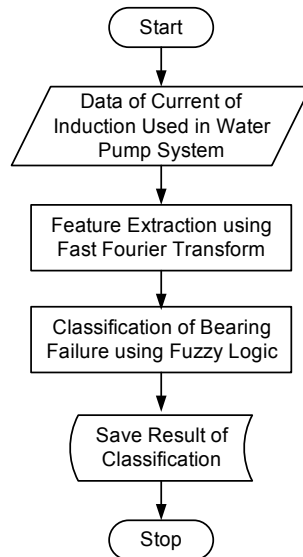 Start
Data of Current of
Induction Used in Water
Pump System
Feature Extraction using
Fast Fourier Transform
Classification of Bearing
Failure using Fuzzy Logic
Save Result of
Classification
Stop